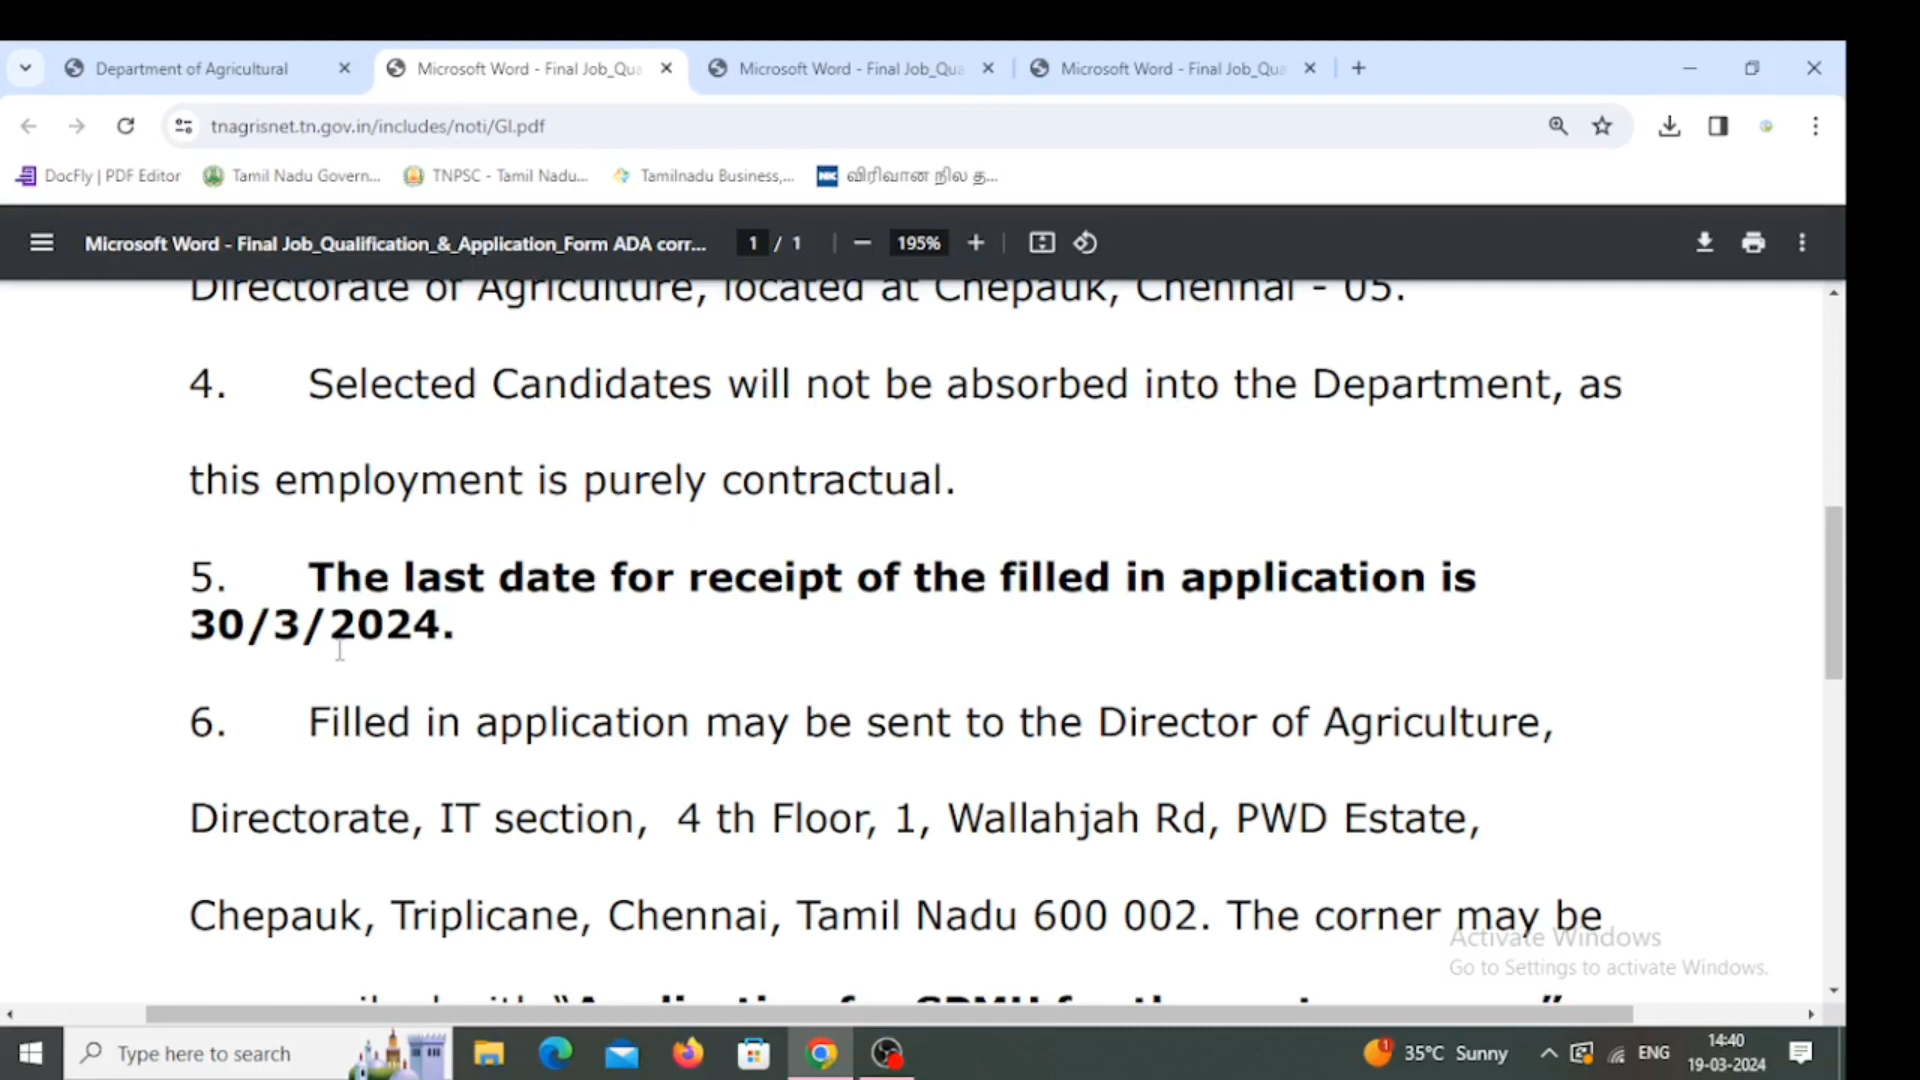 Department of Agricultural
Microsoft Word - Final Job_Qua
Microsoft Word - Final Job_Qua
Microsoft Word - Final Job_Qua
tnagrisnet.tn.gov.in/includes/noti/GI.pdf
DocFly | PDF Editor
Tamil Nadu Govern...
TNPSC - Tamil Nadu...
Tamilnadu Business,...
விரிவான நில த...
Microsoft Word - Final Job_Qualification_&_Application_Form ADA corr...
1 / 1
195%
Directorate of Agriculture, located at Chepauk, Chennai - 05.
4. Selected Candidates will not be absorbed into the Department, as
this employment is purely contractual.
5. The last date for receipt of the filled in application is
30/3/2024.
6. Filled in application may be sent to the Director of Agriculture,
Directorate, IT section, 4 th Floor, 1, Wallahjah Rd, PWD Estate,
Chepauk, Triplicane, Chennai, Tamil Nadu 600 002. The corner may be
Activate Windows
Go to Settings to activate Windows.
Type here to search
35°C Sunny
ENG
14:40
19-03-2024